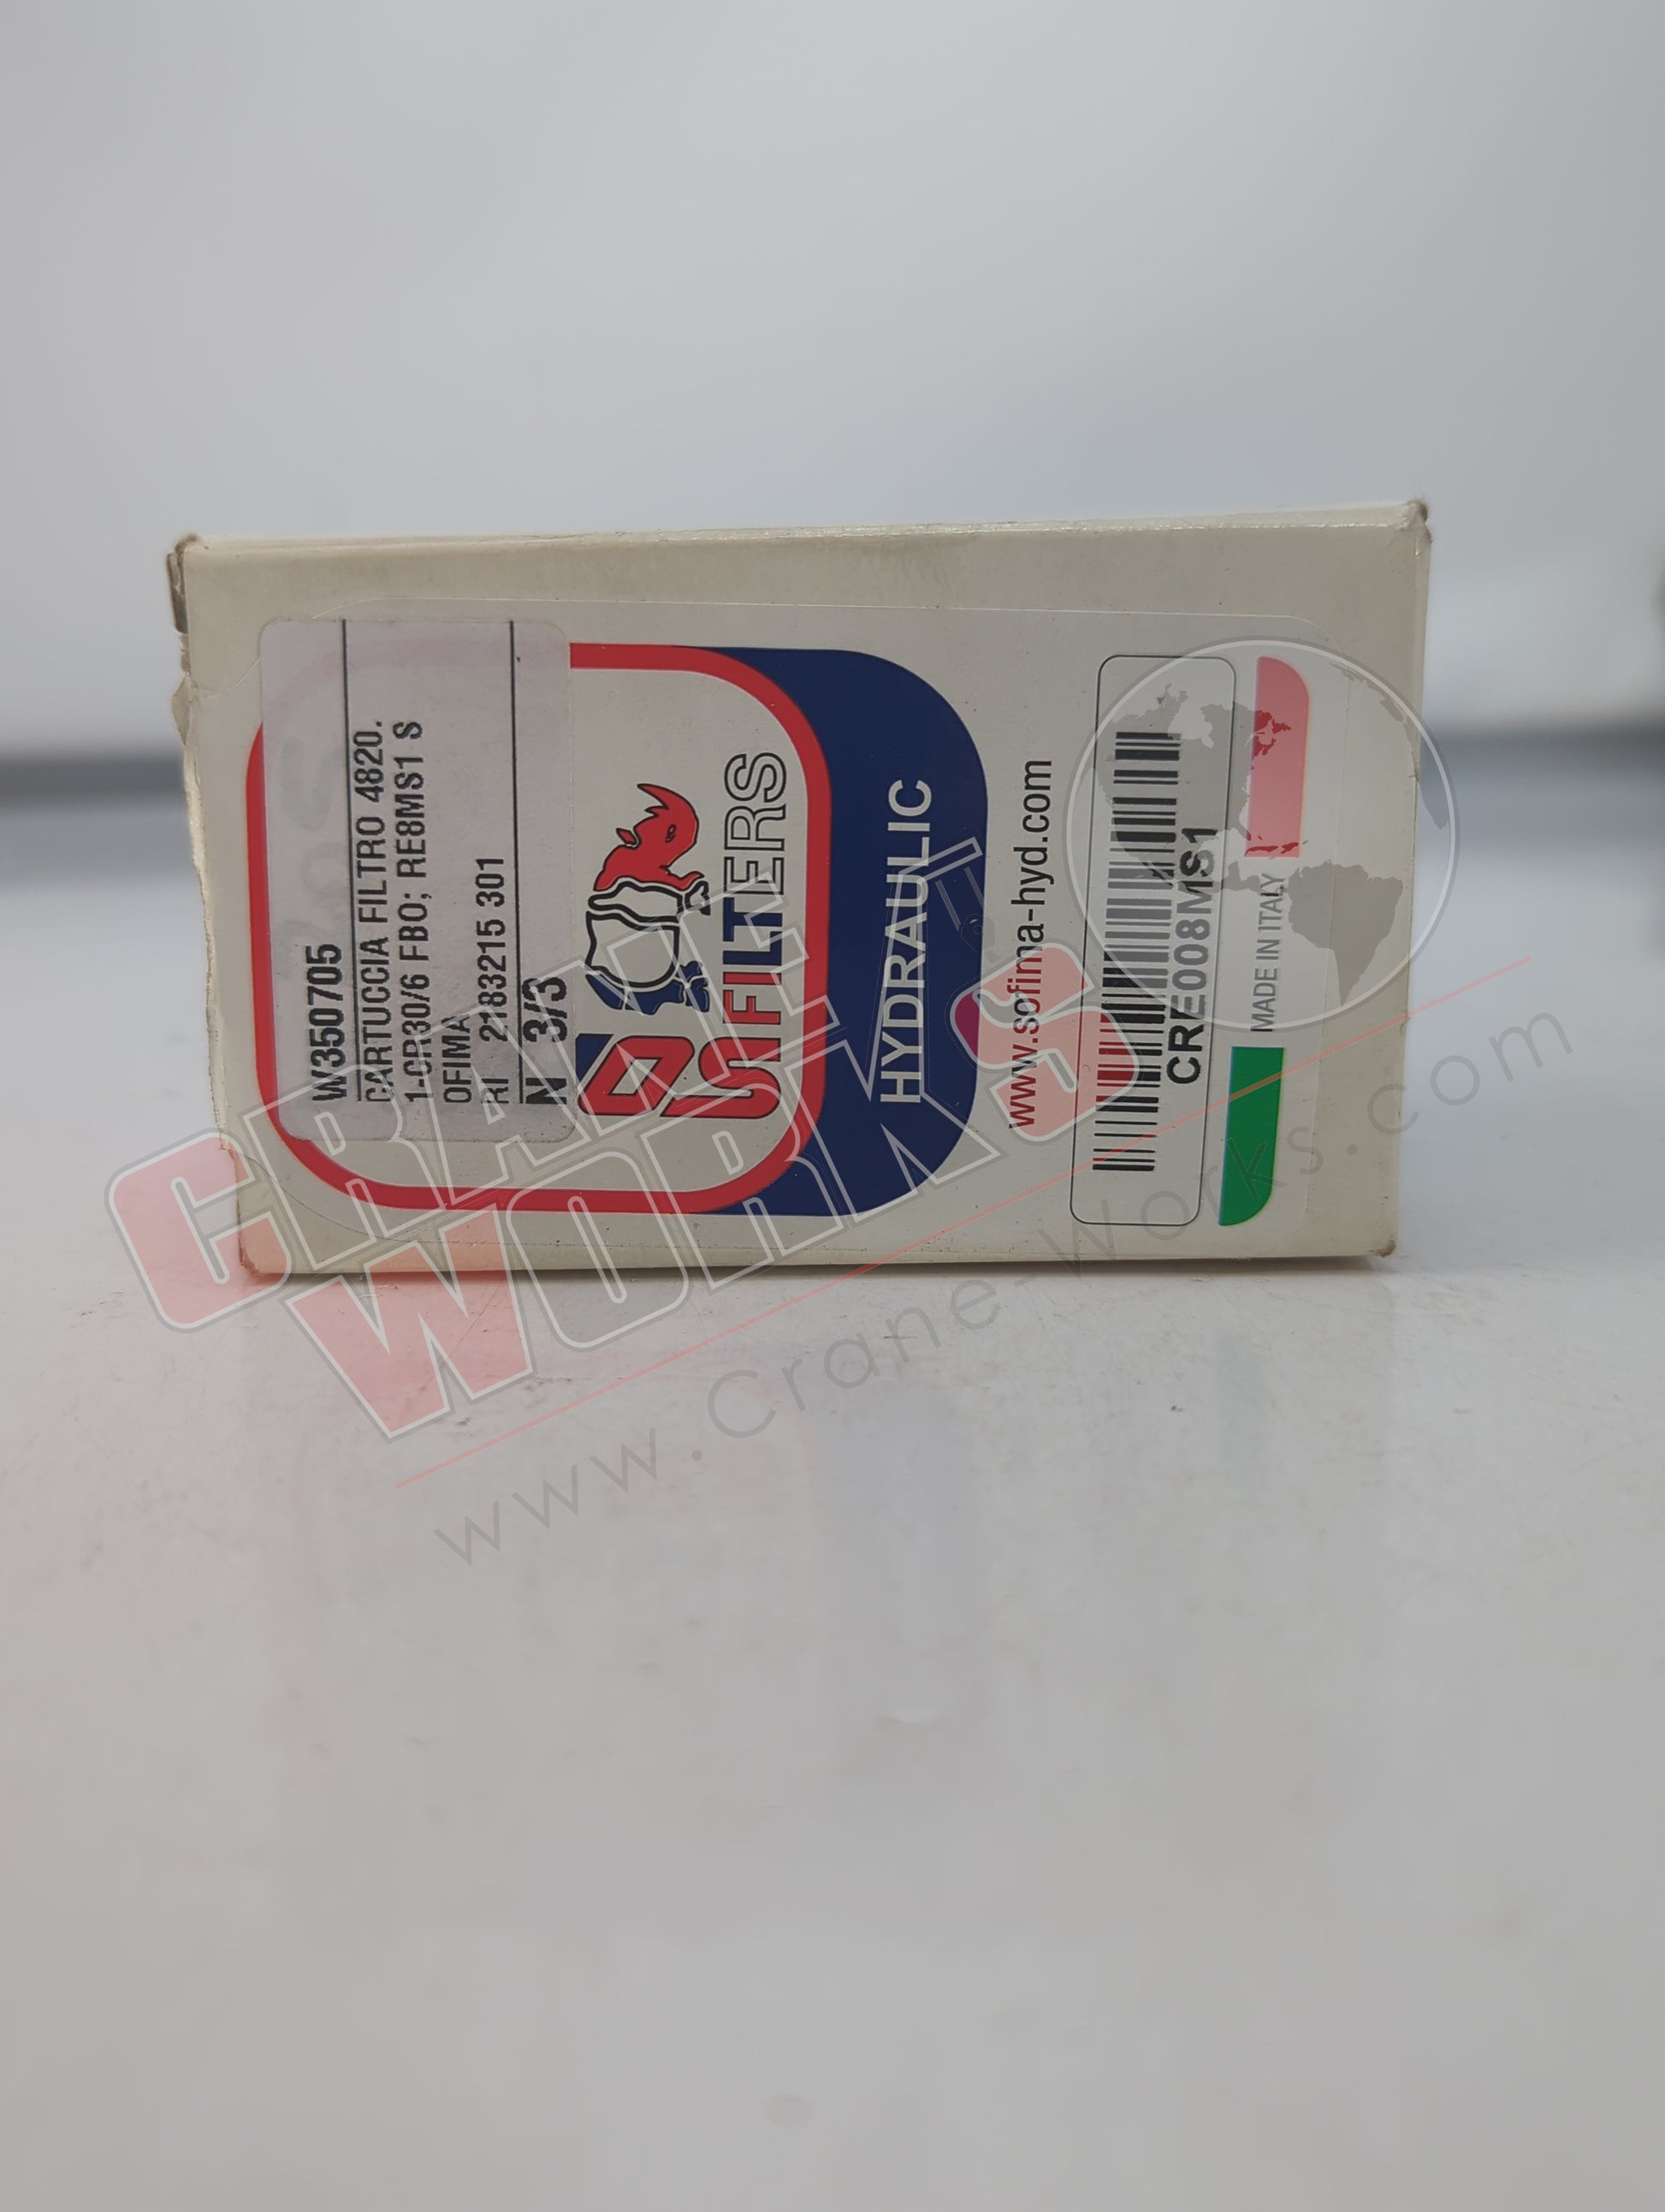 W350705
CARTUCCIA FILTRO 4820.
1-CR30/6 FBO; RE8MS1 S
OFIMA
RI 2183215 301
N 3/3
FILTERS
HYDRAULIC
www.sofima-hyd.com
CRE008MS1
MADE IN ITALY
CRANE
WORKS
www.Crane-Works.com